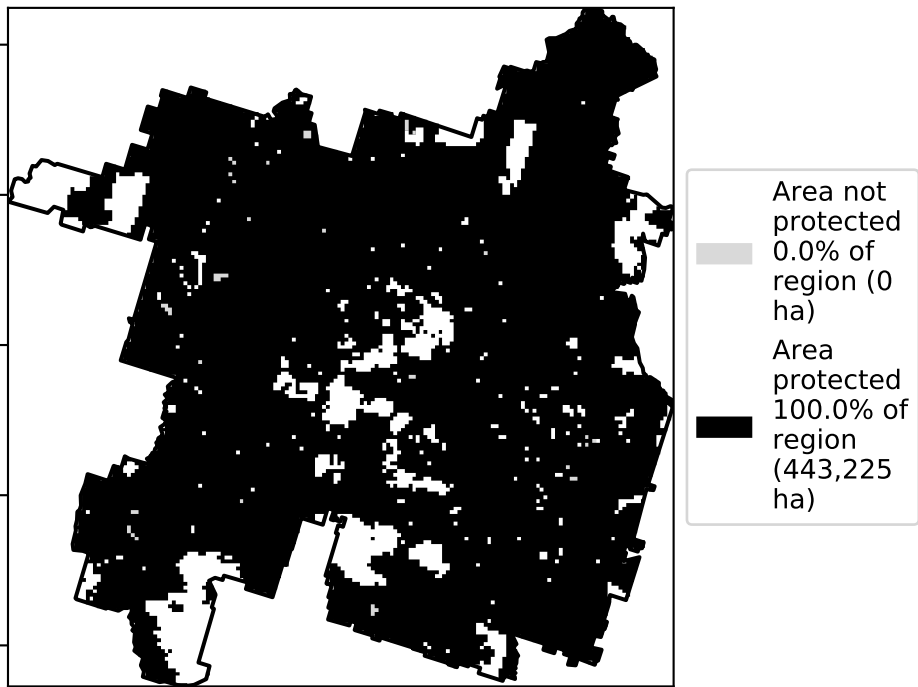 Area not
protected
0.0% of
region (0
ha)
Area
protected
100.0% of
region
(443,225
ha)